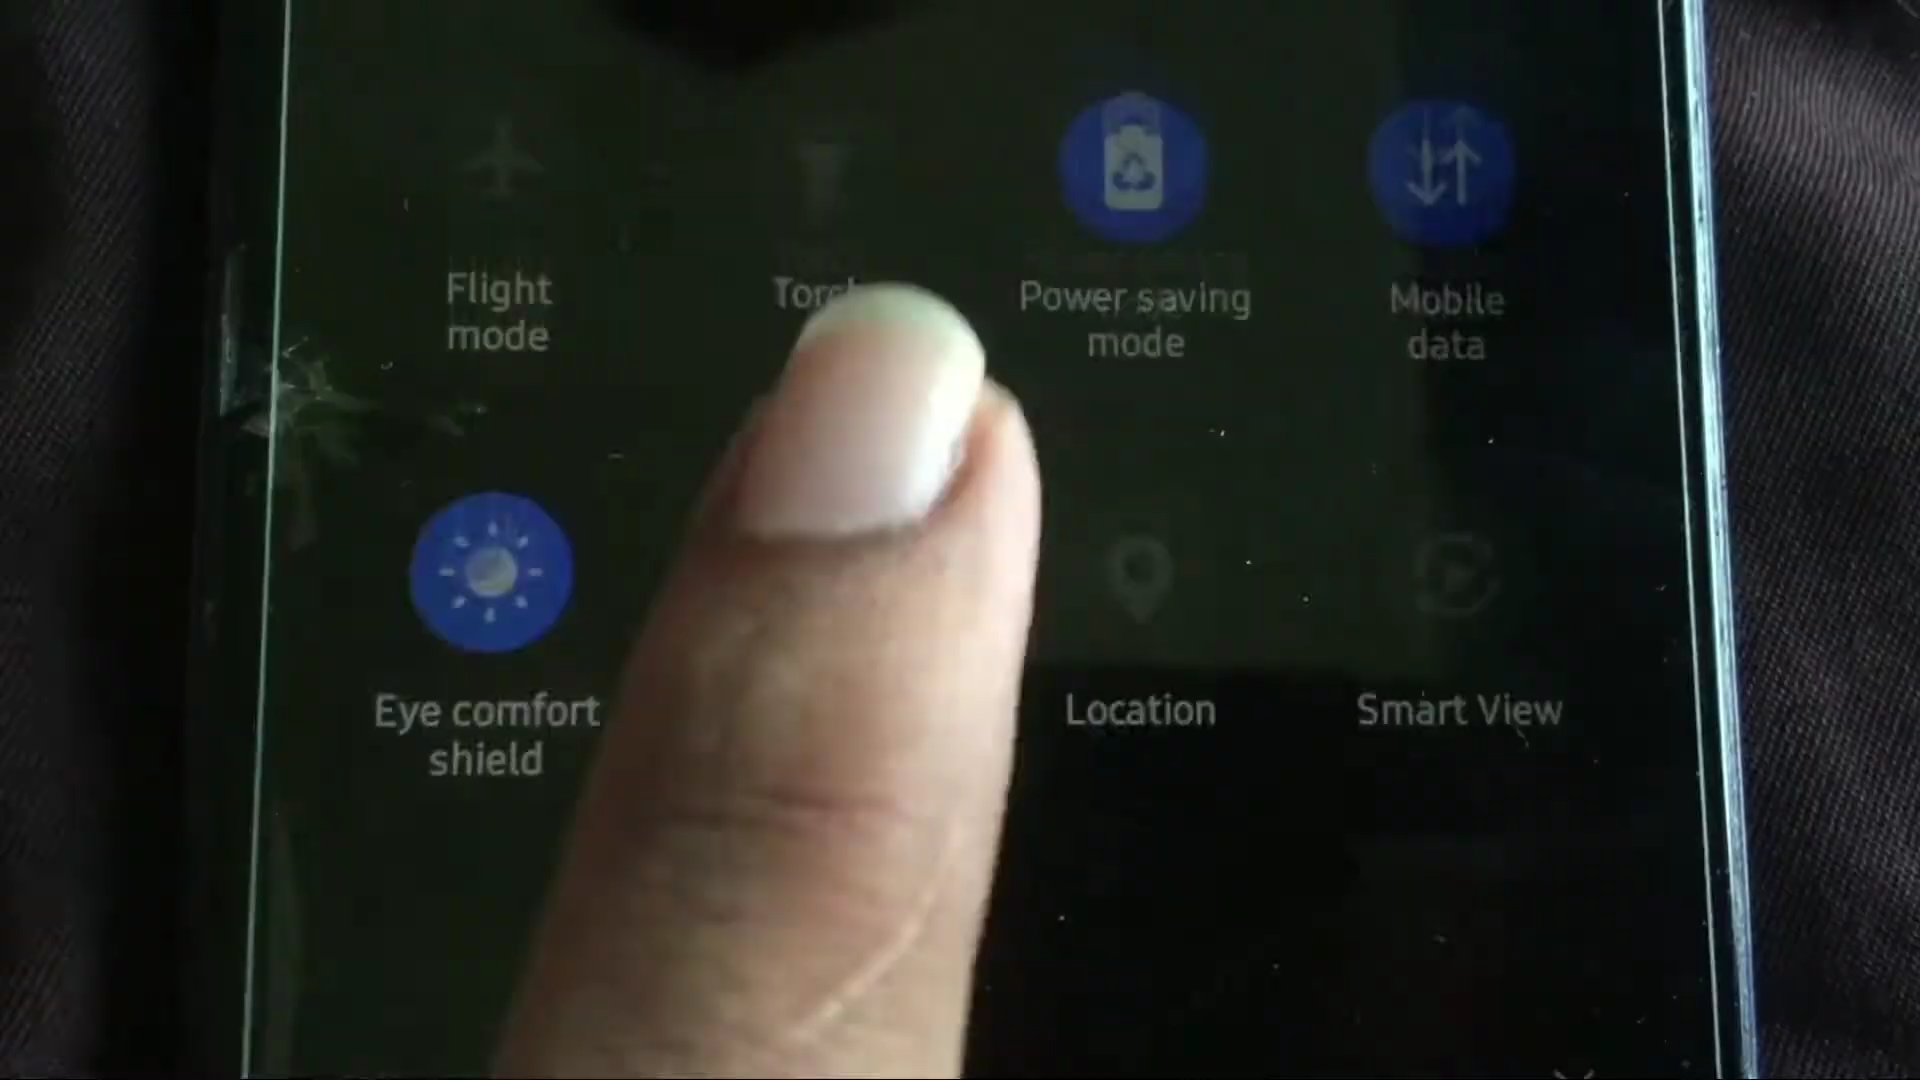 Flight
mode
Power saving
mode
Mobile
data
Eye comfort
shield
Location
Smart View